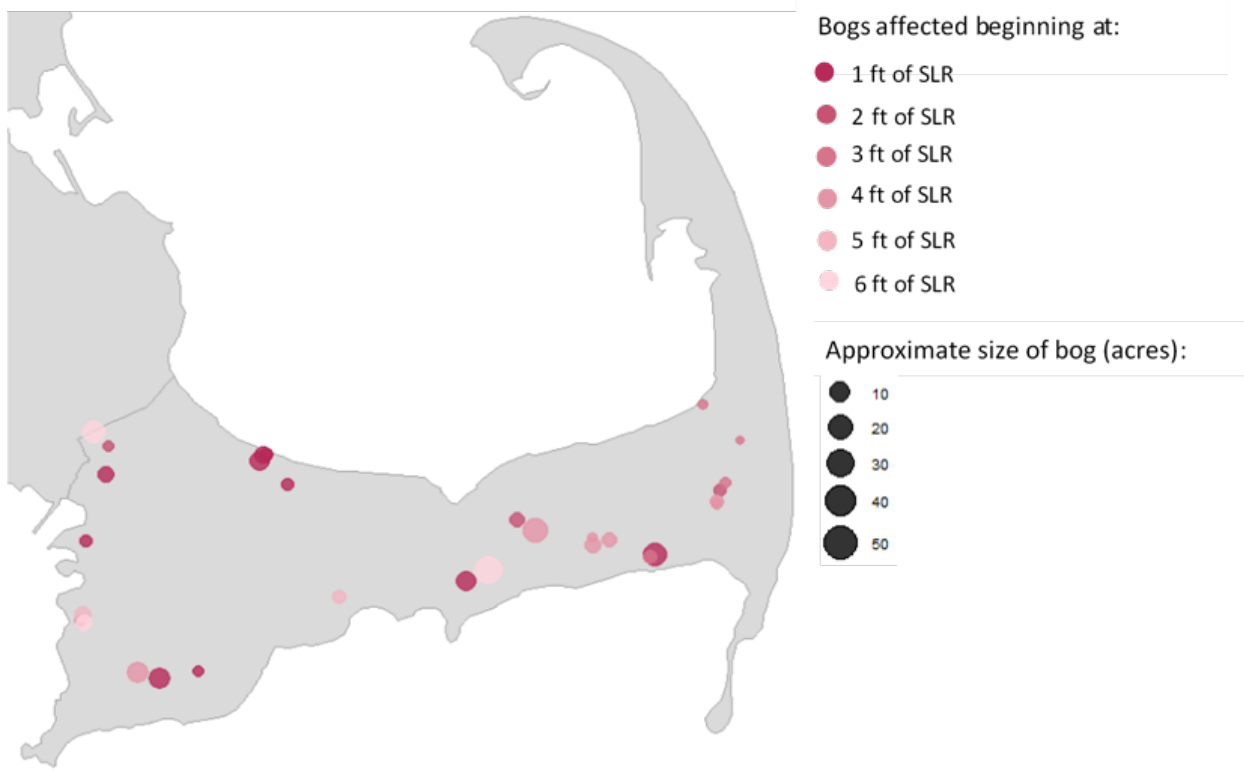 Bogs affected beginning at:
1 ft of SLR
2 ft of SLR
3 ft of SLR
4 ft of SLR
5 ft of SLR
6 ft of SLR
Approximate size of bog (acres):
10
20
30
40
50